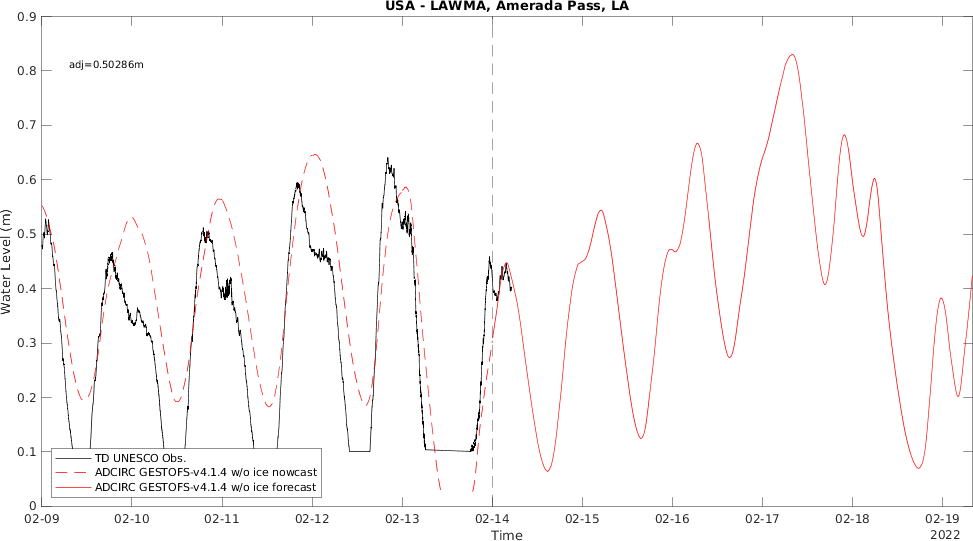 USA - LAWMA, Amerada Pass, LA
0.9
0.8
0.7
0.6
0.5
0.4
0.3
0.2
0.1
0
Water Level (m)
adj=0.50286m
TD UNESCO Obs.
ADCIRC GESTOFS-v4.1.4 w/o ice nowcast
ADCIRC GESTOFS-v4.1.4 w/o ice forecast
02-09 02-10 02-11 02-12 02-13 02-14 02-15 02-16 02-17 02-18 02-19
Time
2022